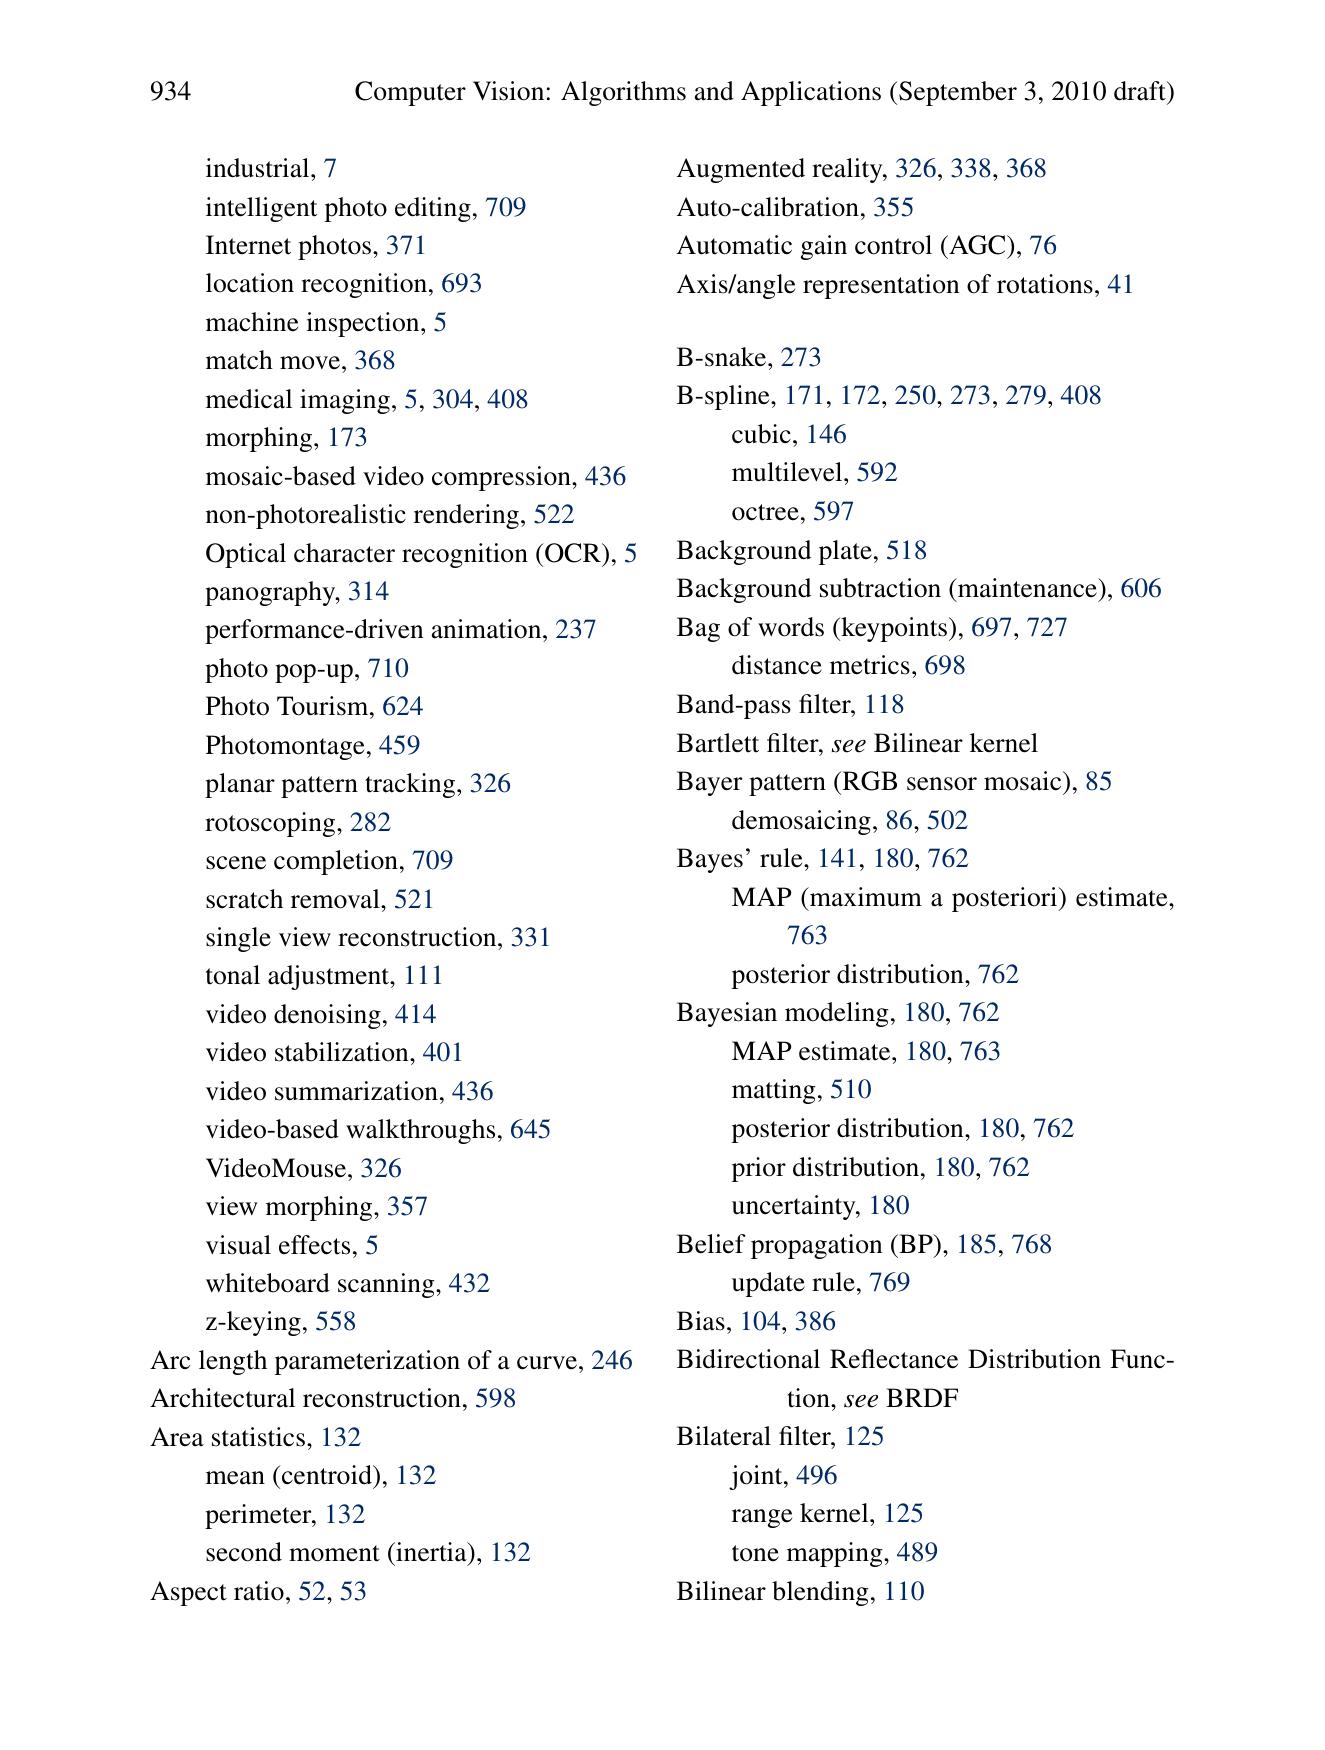 934 Computer Vision: Algorithms and Applications (September 3, 2010 draft)
industrial, 7
intelligent photo editing, 709
Internet photos, 371
location recognition, 693
machine inspection, 5
match move, 368
medical imaging, 5, 304, 408
morphing, 173
mosaic-based video compression, 436
non-photorealistic rendering, 522
Optical character recognition (OCR), 5
panography, 314
performance-driven animation, 237
photo pop-up, 710
Photo Tourism, 624
Photomontage, 459
planar pattern tracking, 326
rotoscoping, 282
scene completion, 709
scratch removal, 521
single view reconstruction, 331
tonal adjustment, 111
video denoising, 414
video stabilization, 401
video summarization, 436
video-based walkthroughs, 645
VideoMouse, 326
view morphing, 357
visual effects, 5
whiteboard scanning, 432
z-keying, 558
Arc length parameterization of a curve, 246
Architectural reconstruction, 598
Area statistics, 132
mean (centroid), 132
perimeter, 132
second moment (inertia), 132
Aspect ratio, 52, 53
Augmented reality, 326, 338, 368
Auto-calibration, 355
Automatic gain control (AGC), 76
Axis/angle representation of rotations, 41
B-snake, 273
B-spline, 171, 172, 250, 273, 279, 408
cubic, 146
multilevel, 592
octree, 597
Background plate, 518
Background subtraction (maintenance), 606
Bag of words (keypoints), 697, 727
distance metrics, 698
Band-pass filter, 118
Bartlett filter, see Bilinear kernel
Bayer pattern (RGB sensor mosaic), 85
demosaicing, 86, 502
Bayes’ rule, 141, 180, 762
MAP (maximum a posteriori) estimate,
763
posterior distribution, 762
Bayesian modeling, 180, 762
MAP estimate, 180, 763
matting, 510
posterior distribution, 180, 762
prior distribution, 180, 762
uncertainty, 180
Belief propagation (BP), 185, 768
update rule, 769
Bias, 104, 386
Bidirectional Reflectance Distribution Func-
tion, see BRDF
Bilateral filter, 125
joint, 496
range kernel, 125
tone mapping, 489
Bilinear blending, 110